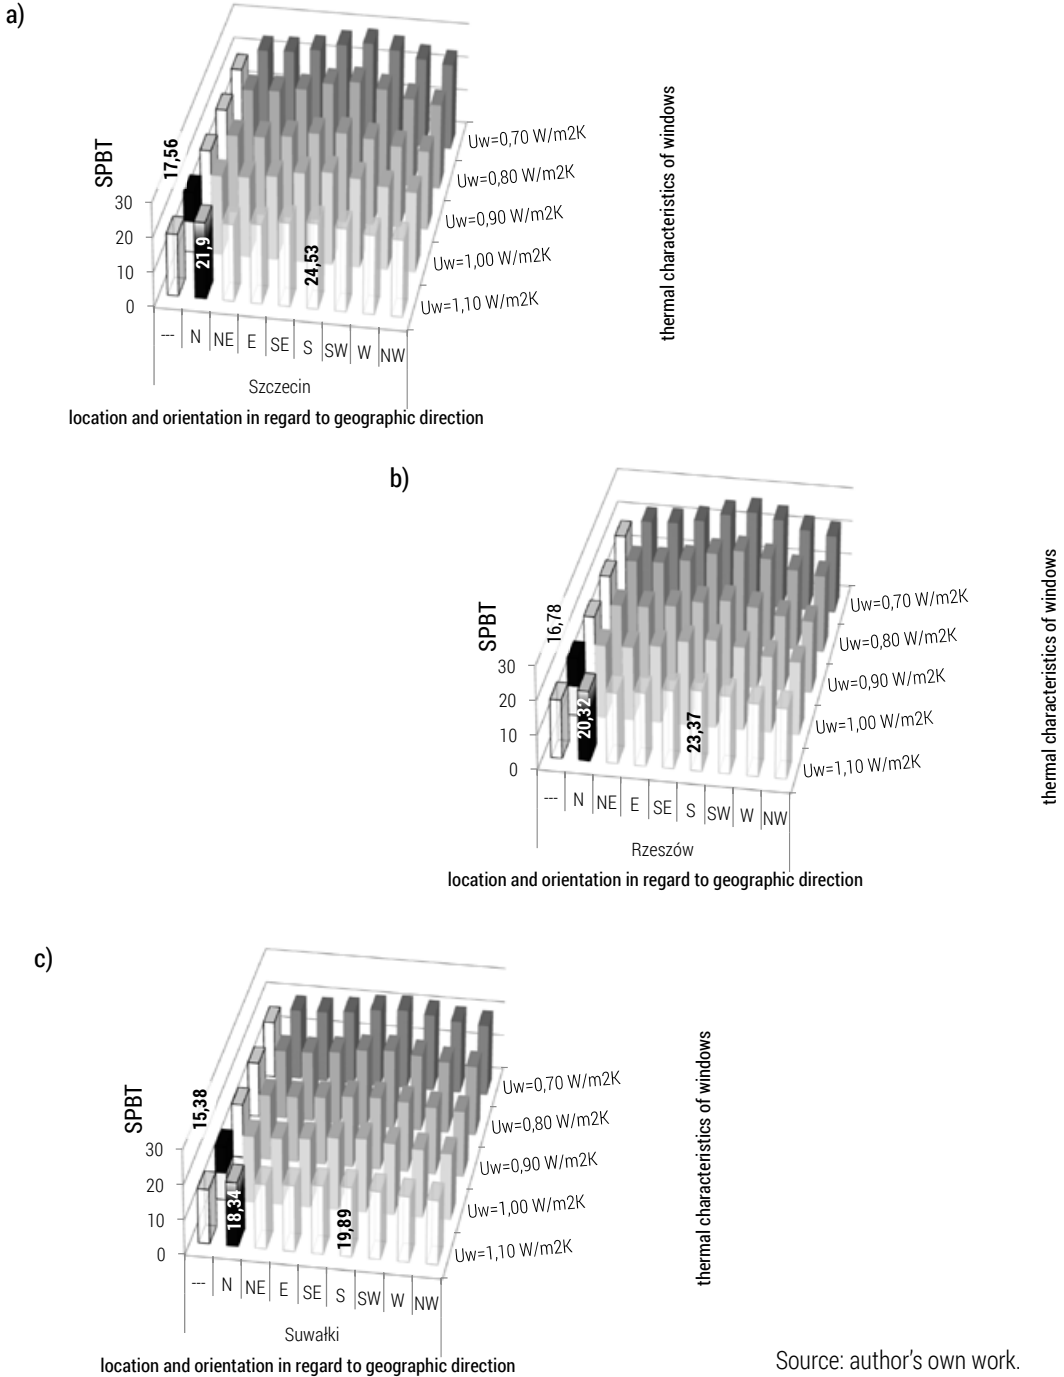 a)
SPBT
17,56
30
20
10
0
21,9
24,53
Uw=0,70 W/m2K
Uw=0,80 W/m2K
Uw=0,90 W/m2K
Uw=1,00 W/m2K
Uw=1,10 W/m2K
thermal characteristics of windows
--- N NE E SE S SW W NW
Szczecin
location and orientation in regard to geographic direction
b)
SPBT
16,78
30
20
10
0
20,32
23,37
Uw=0,70 W/m2K
Uw=0,80 W/m2K
Uw=0,90 W/m2K
Uw=1,00 W/m2K
Uw=1,10 W/m2K
thermal characteristics of windows
--- N NE E SE S SW W NW
Rzeszów
location and orientation in regard to geographic direction
c)
SPBT
15,38
30
20
10
0
18,34
19,89
Uw=0,70 W/m2K
Uw=0,80 W/m2K
Uw=0,90 W/m2K
Uw=1,00 W/m2K
Uw=1,10 W/m2K
thermal characteristics of windows
--- N NE E SE S SW W NW
Suwałki
location and orientation in regard to geographic direction
Source: author's own work.